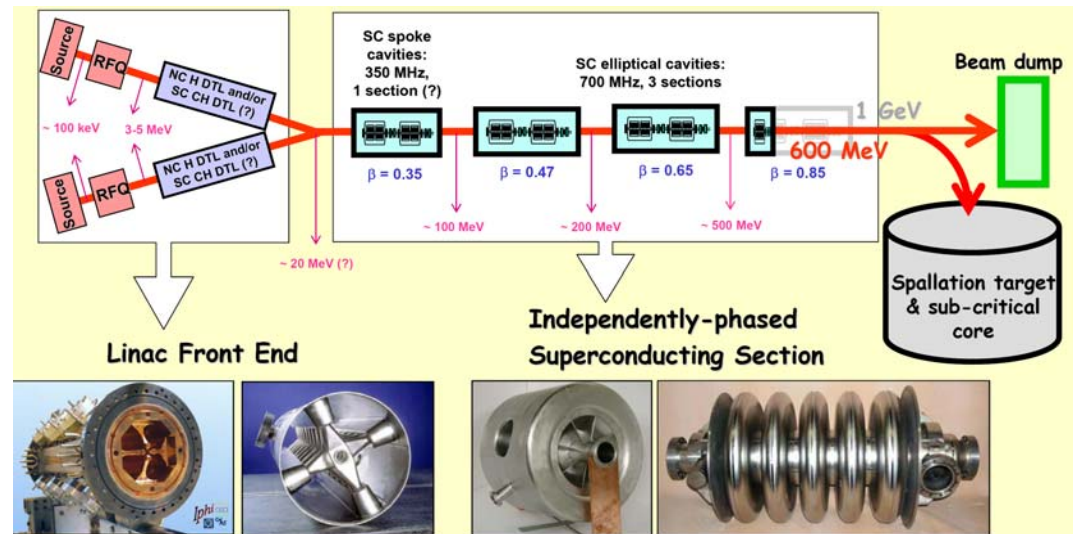 Source
RFQ
NC H DTL and/or
SC CH DTL (?)
~ 100 keV
3-5 MeV
NC H DTL and/or
SC CH DTL (?)
RFQ
Source
~ 20 MeV (?)
Linac Front End
SC spoke
cavities:
350 MHz,
1 section (?)
SC elliptical cavities:
700 MHz, 3 sections
β = 0.35
β = 0.47
β = 0.65
β = 0.85
~ 100 MeV
~ 200 MeV
~ 500 MeV
1 GeV
600 MeV
Beam dump
Spallation target
& sub-critical
core
Independently-phased
Superconducting Section
Iphi